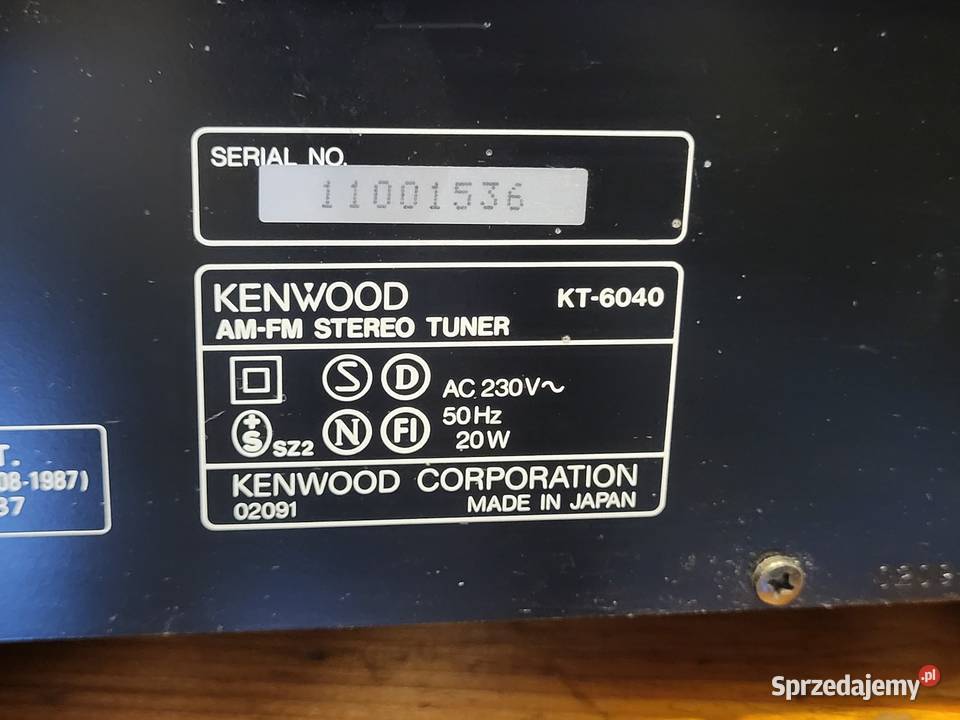 SERIAL NO.
11001536
KENWOOD KT-6040
AM-FM STEREO TUNER
S D AC 230V~
50Hz
+S SZ2 N FI 20W
KENWOOD CORPORATION
02091 MADE IN JAPAN
T.
08-1987)
87
Sprzedajemy.pl